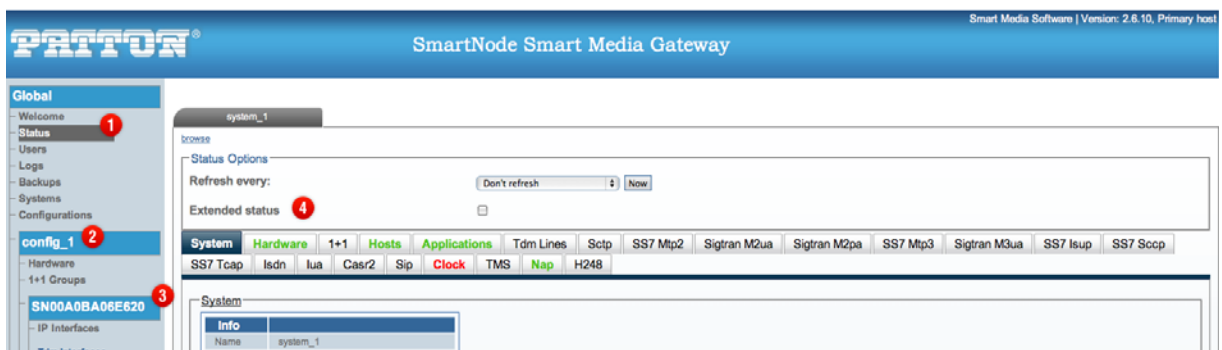 Smart Media Software | Version: 2.6.10, Primary host
PATTON®
SmartNode Smart Media Gateway
Global
Welcome
Status
1
Users
Logs
Backups
Systems
Configurations
config_1
2
Hardware
1+1 Groups
SN00A0BA06E620
3
IP Interfaces
system_1
browse
Status Options
Refresh every:
Don't refresh
Now
Extended status
4
System Hardware 1+1 Hosts Applications Tdm Lines Sctp SS7 Mtp2 Sigtran M2ua Sigtran M2pa SS7 Mtp3 Sigtran M3ua SS7 Isup SS7 Sccp
SS7 Tcap Isdn lua Casr2 Sip Clock TMS Nap H248
System
Info
Name system_1